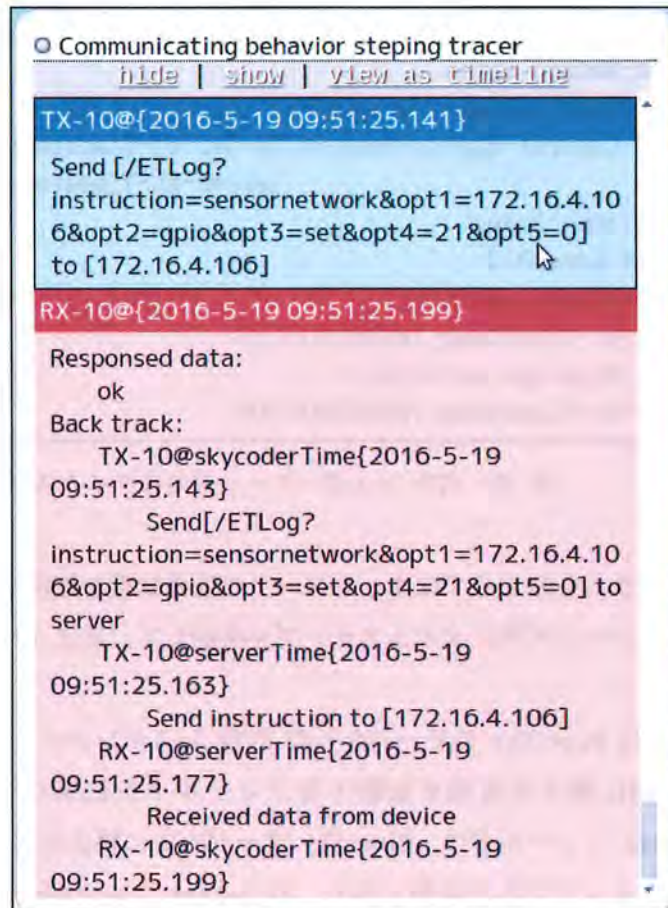 Communicating behavior steping tracer
hide | show | view as timeline
TX-10@{2016-5-19 09:51:25.141}
Send [/ETLog?
instruction=sensornetwork&opt1=172.16.4.10
6&opt2=gpio&opt3=set&opt4=21&opt5=0]
to [172.16.4.106]
RX-10@{2016-5-19 09:51:25.199}
Responsed data:
ok
Back track:
TX-10@skycoderTime{2016-5-19
09:51:25.143}
Send[/ETLog?
instruction=sensornetwork&opt1=172.16.4.10
6&opt2=gpio&opt3=set&opt4=21&opt5=0] to
server
TX-10@serverTime{2016-5-19
09:51:25.163}
Send instruction to [172.16.4.106]
RX-10@serverTime{2016-5-19
09:51:25.177}
Received data from device
RX-10@skycoderTime{2016-5-19
09:51:25.199}